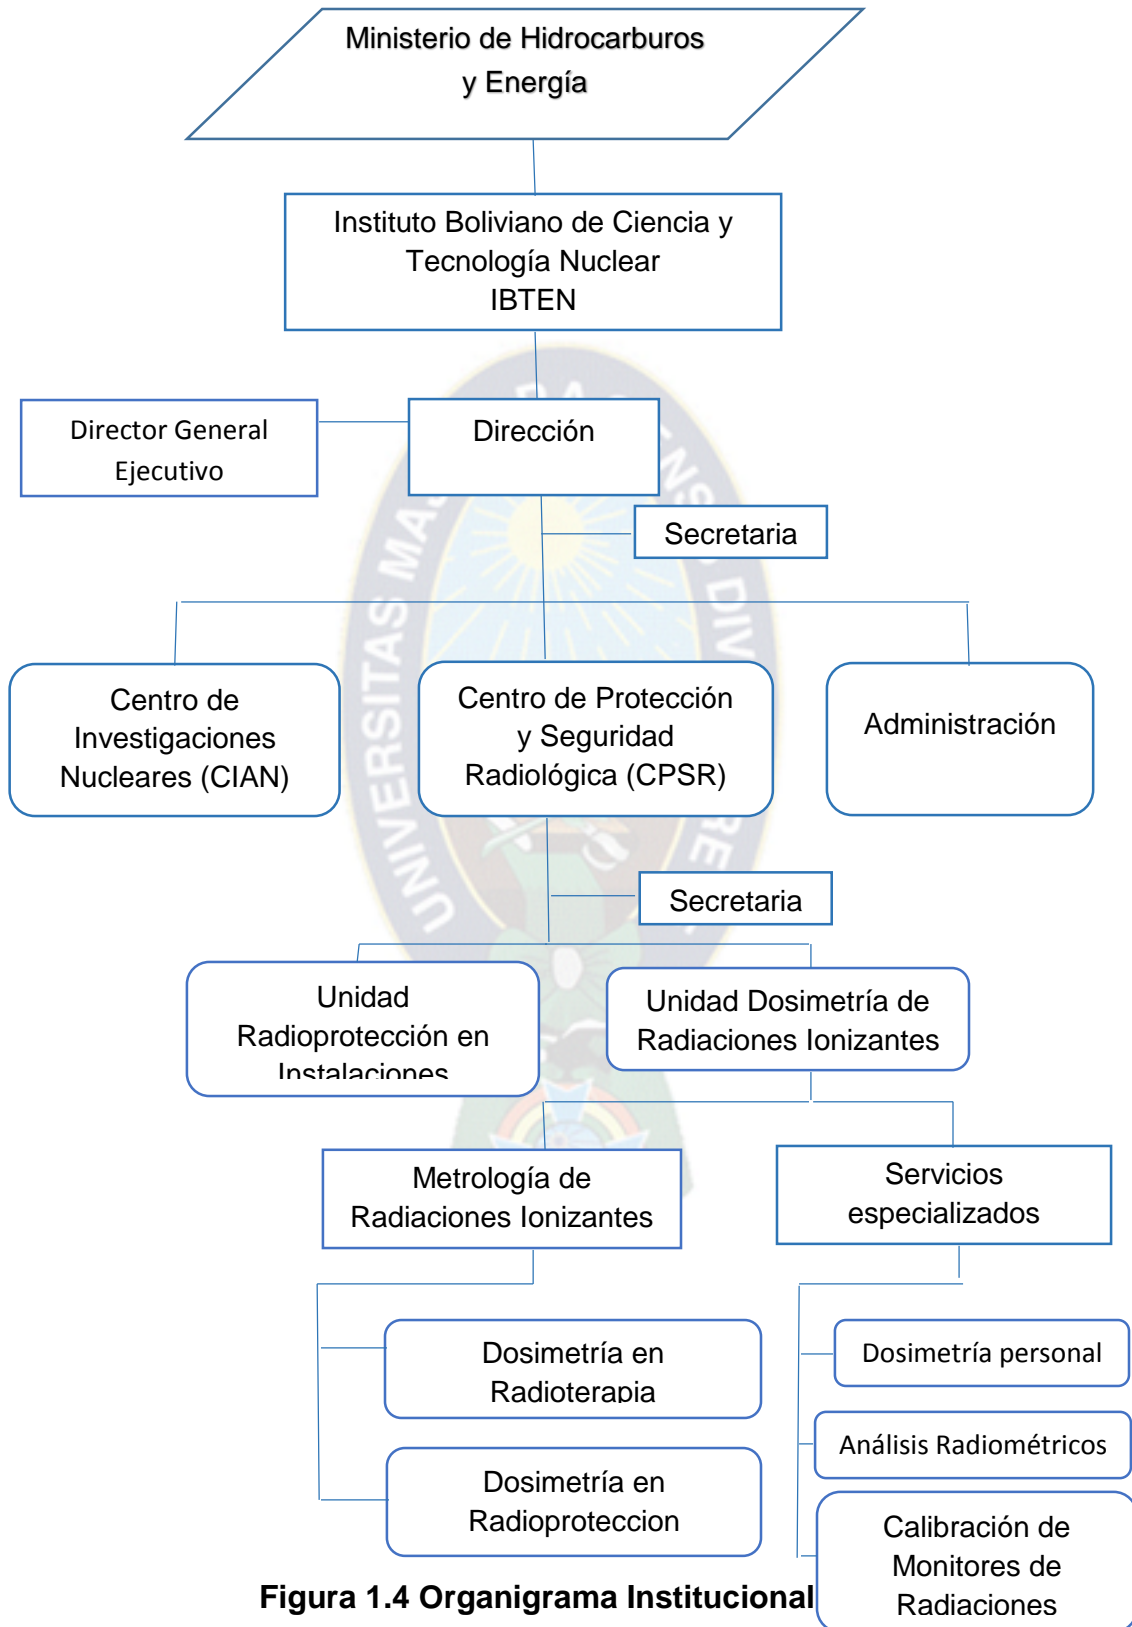 Ministerio de Hidrocarburos
y Energía
Instituto Boliviano de Ciencia y
Tecnología Nuclear
IBTEN
Director General
Ejecutivo
Dirección
Secretaria
Centro de
Investigaciones
Nucleares (CIAN)
Centro de Protección
y Seguridad
Radiológica (CPSR)
Administración
Secretaria
Unidad
Radioprotección en
Instalaciones
Unidad Dosimetría de
Radiaciones Ionizantes
Metrología de
Radiaciones Ionizantes
Servicios
especializados
Dosimetría en
Radioterapia
Dosimetría personal
Análisis Radiométricos
Dosimetría en
Radioproteccion
Calibración de
Monitores de
Radiaciones
Figura 1.4 Organigrama Institucional